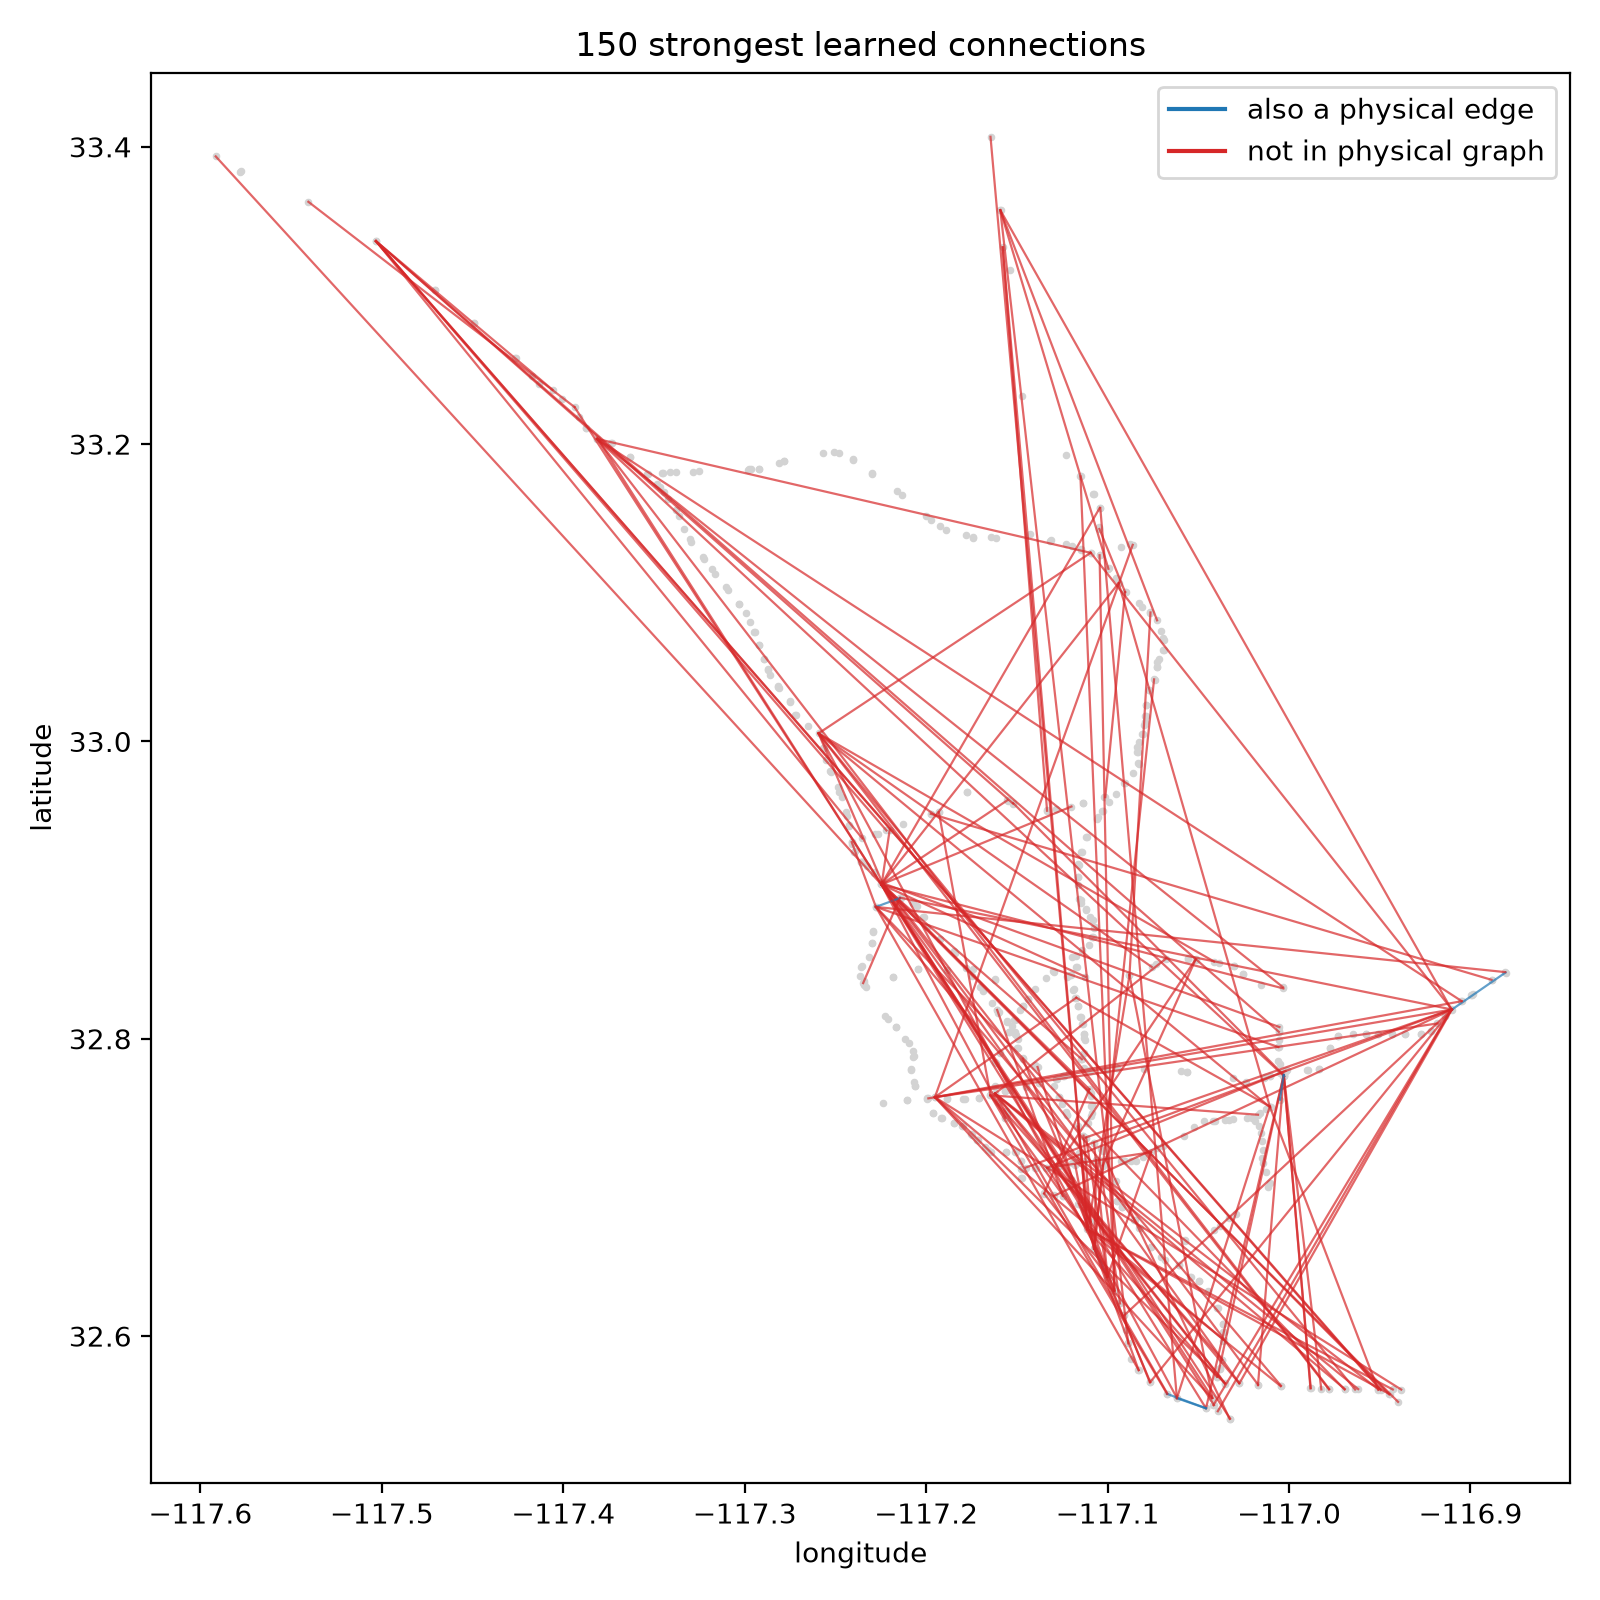 150 strongest learned connections
also a physical edge
not in physical graph
33.4
33.2
33.0
32.8
32.6
latitude
−117.6
−117.5
−117.4
−117.3
−117.2
−117.1
−117.0
−116.9
longitude